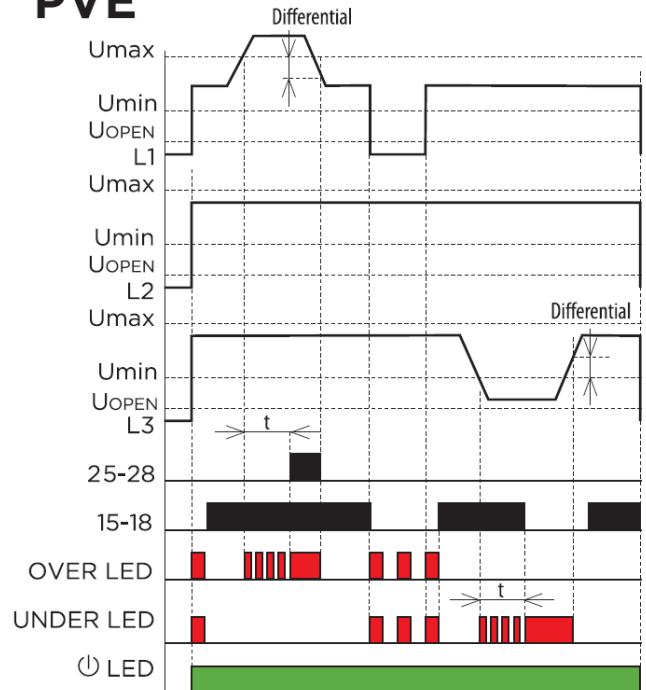 PVE
Differential
Umax
Umin
UOPEN
L1
Umax
Umin
UOPEN
L2
Differential
Umax
Umin
UOPEN
L3
t
25-28
15-18
OVER LED
t
UNDER LED
⏻ LED